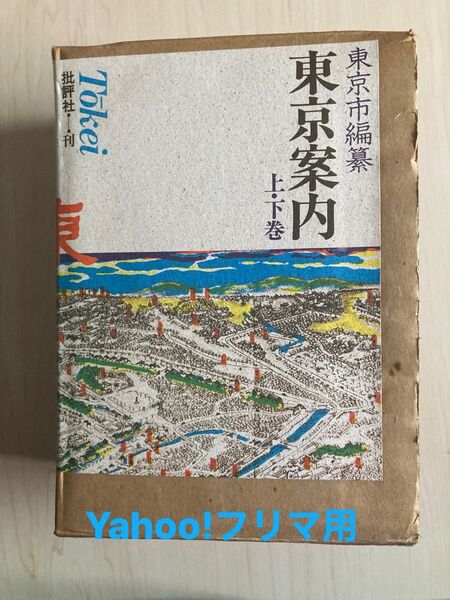 東京市編纂
東京案内
上・下巻
Tōkei
批評社・刊
東
Yahoo!フリマ用